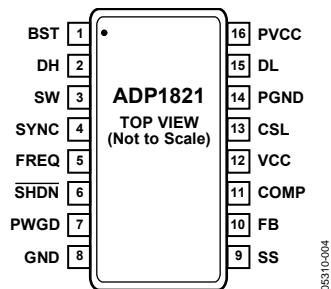 BST 1
DH 2
SW 3
SYNC 4
FREQ 5
SHDN 6
PWGD 7
GND 8
ADP1821
TOP VIEW
(Not to Scale)
16 PVCC
15 DL
14 PGND
13 CSL
12 VCC
11 COMP
10 FB
9 SS
05310-004